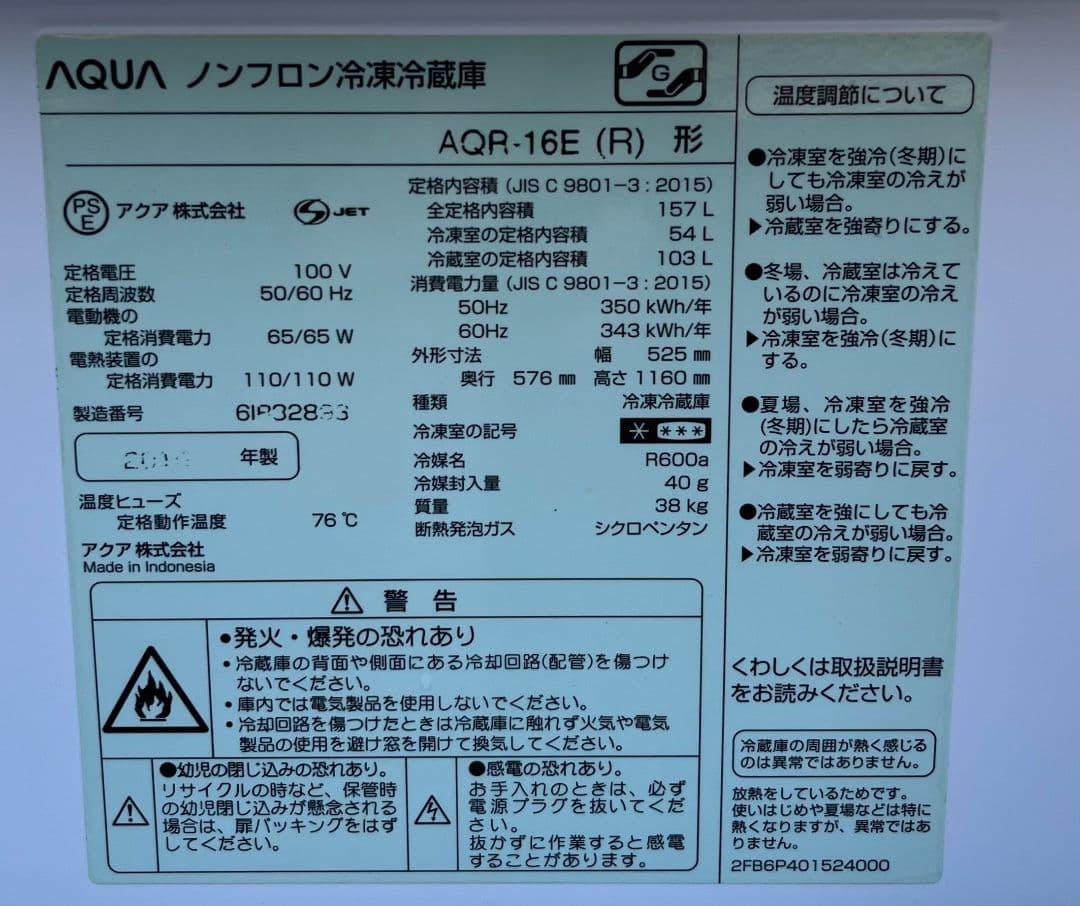 AQUA ノンフロン冷凍冷蔵庫
G
AQR-16E (R) 形
PS
E
アクア 株式会社
S JET
定格電圧 100 V
定格周波数 50/60 Hz
電動機の
定格消費電力 65/65 W
電熱装置の
定格消費電力 110/110 W
製造番号
年製
温度ヒューズ
定格動作温度 76 ℃
アクア 株式会社
Made in Indonesia
定格内容積 (JIS C 9801-3 : 2015)
全定格内容積 157 L
冷凍室の定格内容積 54 L
冷蔵室の定格内容積 103 L
消費電力量 (JIS C 9801-3 : 2015)
50Hz 350 kWh/年
60Hz 343 kWh/年
外形寸法 幅 525 ㎜
奥行 576 ㎜ 高さ 1160 ㎜
種類 冷凍冷蔵庫
冷凍室の記号 * ***
冷媒名 R600a
冷媒封入量 40 g
質量 38 kg
断熱発泡ガス シクロペンタン
警 告
●発火・爆発の恐れあり
・冷蔵庫の背面や側面にある冷却回路(配管)を傷つけ
ないでください。
・庫内では電気製品を使用しないでください。
・冷却回路を傷つけたときは冷蔵庫に触れず火気や電気
製品の使用を避け窓を開けて換気してください。
●幼児の閉じ込みの恐れあり。
リサイクルの時など、保管時
の幼児閉じ込みが懸念される
場合は、扉パッキングをはず
してください。
●感電の恐れあり。
お手入れのときは、必ず
電源プラグを抜いてくだ
さい。
抜かずに作業すると感電
することがあります。
温度調節について
●冷凍室を強冷(冬期)に
しても冷凍室の冷えが
弱い場合。
▶冷蔵室を強寄りにする。
●冬場、冷蔵室は冷えて
いるのに冷凍室の冷え
が弱い場合。
▶冷凍室を強冷(冬期)に
する。
●夏場、冷凍室を強冷
(冬期)にしたら冷蔵室
の冷えが弱い場合。
▶冷凍室を弱寄りに戻す。
●冷蔵室を強にしても冷
蔵室の冷えが弱い場合。
▶冷凍室を弱寄りに戻す。
くわしくは取扱説明書
をお読みください。
冷蔵庫の周囲が熱く感じる
のは異常ではありません。
放熱をしているためです。
使いはじめや夏場などは特に
熱くなりますが、異常ではあ
りません。
2FB6P401524000